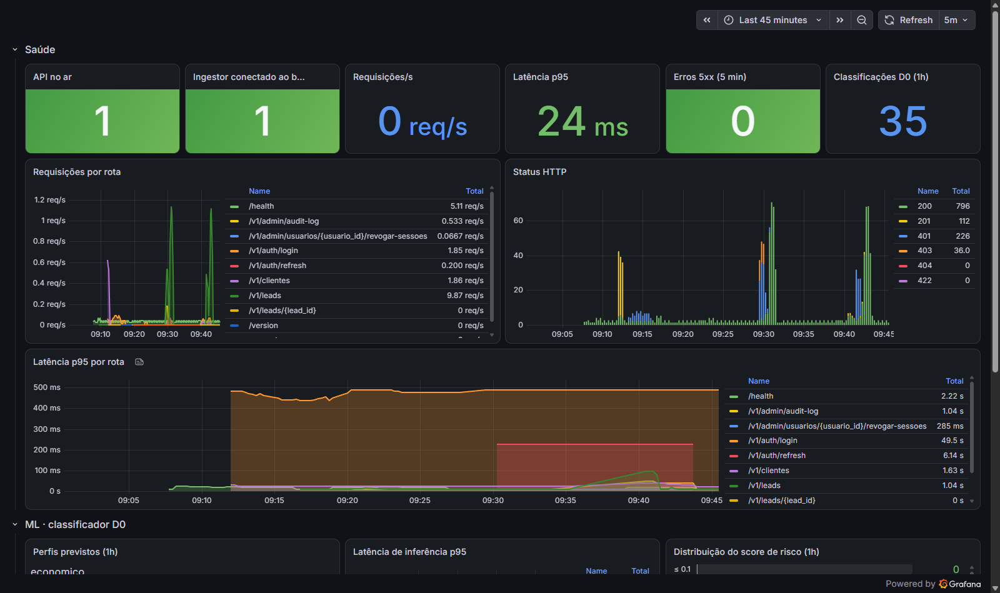 Last 45 minutes
Refresh
5m
Saúde
API no ar
1
Ingestor conectado ao b...
1
Requisições/s
0 req/s
Latência p95
24 ms
Erros 5xx (5 min)
0
Classificações D0 (1h)
35
Requisições por rota
1.2 req/s
1 req/s
0.8 req/s
0.6 req/s
0.4 req/s
0.2 req/s
0 req/s
09:10 09:20 09:30 09:40
Name Total
/health 5.11 req/s
/v1/admin/audit-log 0.533 req/s
/v1/admin/usuarios/{usuario_id}/revogar-sessoes 0.0667 req/s
/v1/auth/login 1.85 req/s
/v1/auth/refresh 0.200 req/s
/v1/clientes 1.86 req/s
/v1/leads 9.87 req/s
/v1/leads/{lead_id} 0 req/s
/version 0 req/s
Status HTTP
60
40
20
0
09:05 09:10 09:15 09:20 09:25 09:30 09:35 09:40 09:45
Name Total
200 796
201 112
401 226
403 36.0
404 0
422 0
Latência p95 por rota
500 ms
400 ms
300 ms
200 ms
100 ms
0 s
09:05 09:10 09:15 09:20 09:25 09:30 09:35 09:40 09:45
Name Total
/health 2.22 s
/v1/admin/audit-log 1.04 s
/v1/admin/usuarios/{usuario_id}/revogar-sessoes 285 ms
/v1/auth/login 49.5 s
/v1/auth/refresh 6.14 s
/v1/clientes 1.63 s
/v1/leads 1.04 s
/v1/leads/{lead_id} 0 s
ML · classificador D0
Perfis previstos (1h)
economico
Latência de inferência p95
Name Total
Distribuição do score de risco (1h)
≤ 0.1 0
Powered by Grafana